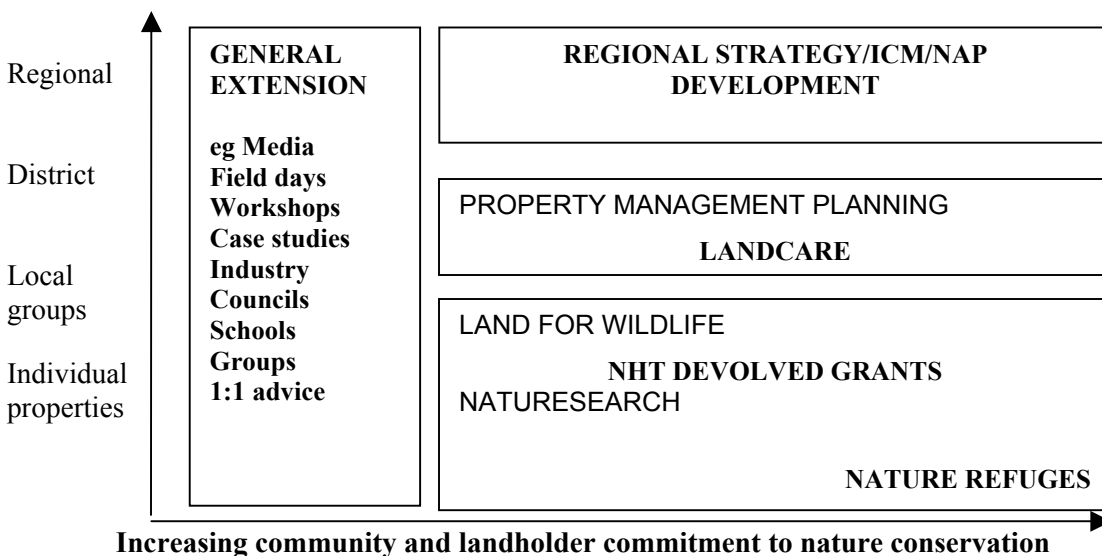 Regional
District
Local
groups
Individual
properties
GENERAL
EXTENSION
eg Media
Field days
Workshops
Case studies
Industry
Councils
Schools
Groups
1:1 advice
REGIONAL STRATEGY/ICM/NAP
DEVELOPMENT
PROPERTY MANAGEMENT PLANNING
LANDCARE
LAND FOR WILDLIFE
NHT DEVOLVED GRANTS
NATURESEARCH
NATURE REFUGES
Increasing community and landholder commitment to nature conservation